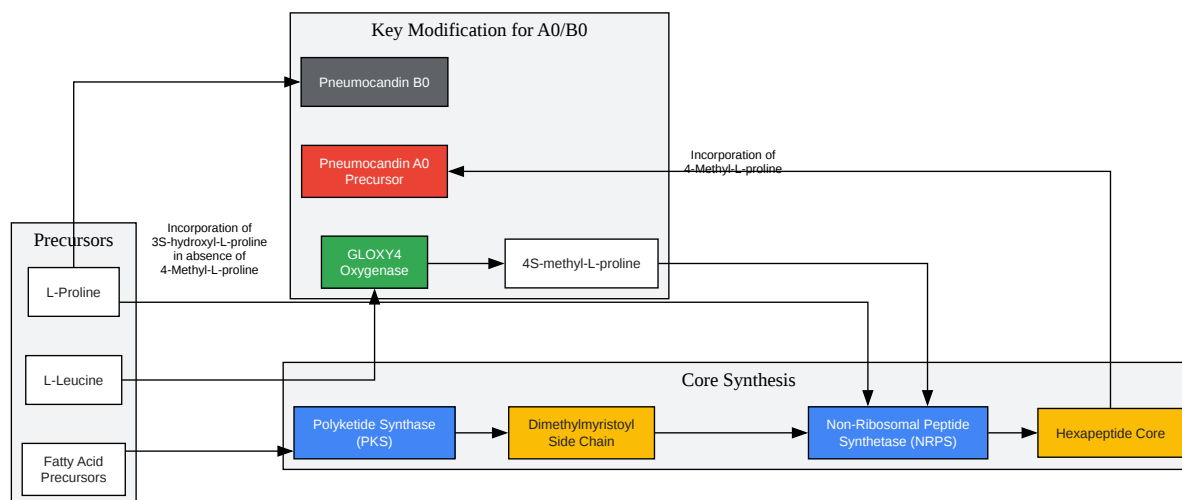 Key Modification for A0/B0
Pneumocandin B0
Pneumocandin A0
Precursor
Incorporation of
4-Methyl-L-proline
Precursors
Incorporation of
3S-hydroxyl-L-proline
in absence of
4-Methyl-L-proline
GLOXY4
Oxygenase
4S-methyl-L-proline
L-Proline
L-Leucine
Core Synthesis
Polyketide Synthase
(PKS)
Dimethylmyristoyl
Side Chain
Non-Ribosomal Peptide
Synthetase (NRPS)
Hexapeptide Core
Fatty Acid
Precursors